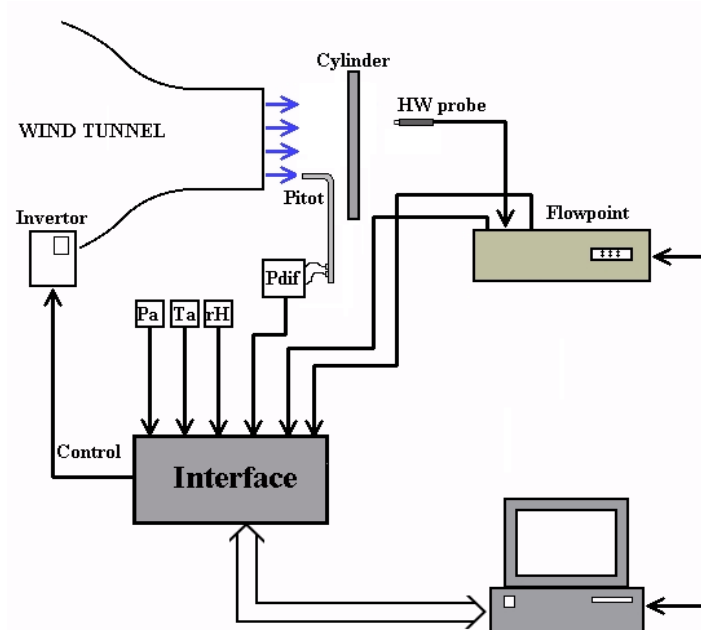 Cylinder
HW probe
WIND TUNNEL
Pitot
Invertor
Flowpoint
Pdif
Pa
Ta
rH
Control
Interface